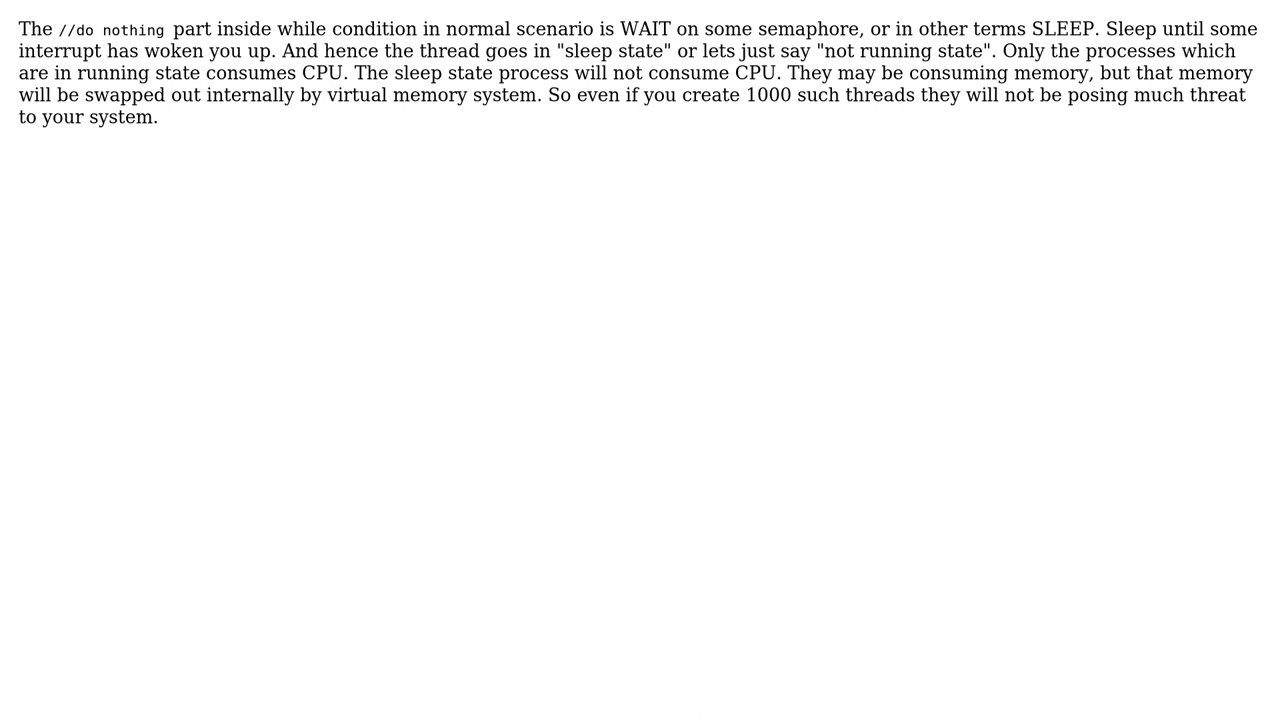 The //do nothing part inside while condition in normal scenario is WAIT on some semaphore, or in other terms SLEEP. Sleep until some
interrupt has woken you up. And hence the thread goes in "sleep state" or lets just say "not running state". Only the processes which
are in running state consumes CPU. The sleep state process will not consume CPU. They may be consuming memory, but that memory
will be swapped out internally by virtual memory system. So even if you create 1000 such threads they will not be posing much threat
to your system.